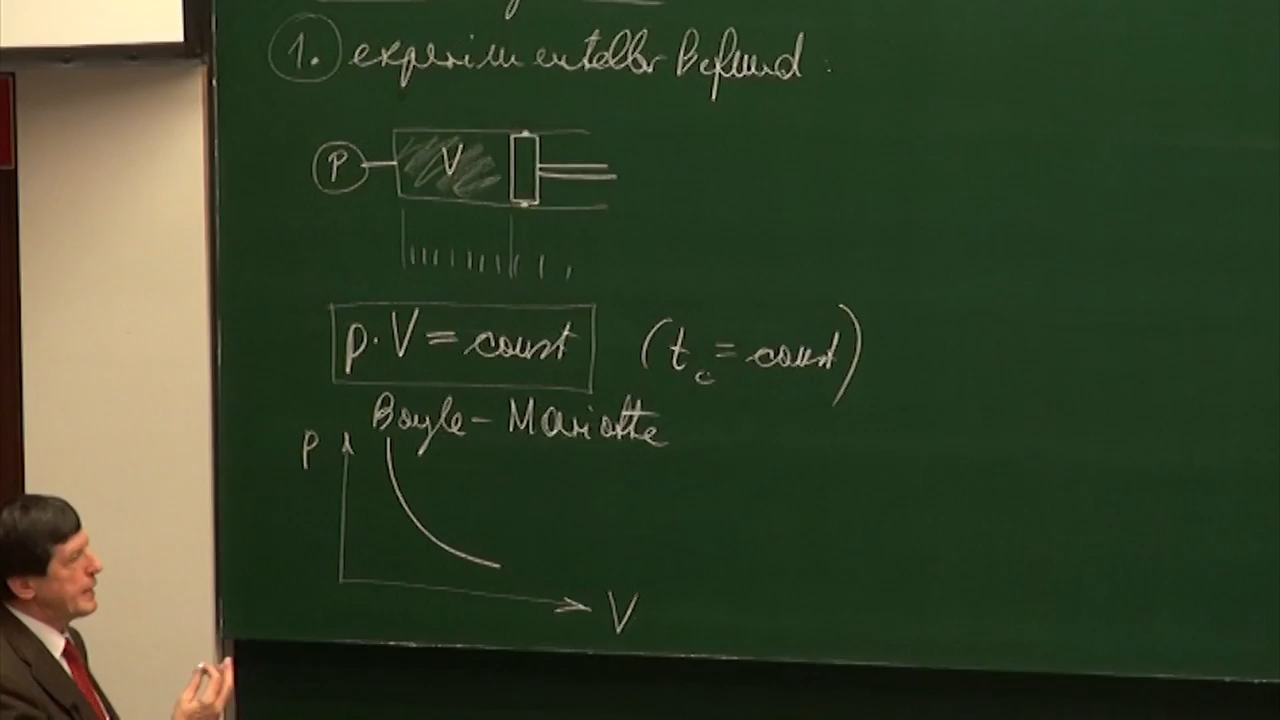 1. experimenteller Befund:
P V
p · V = const (t_c = const)
Boyle - Mariotte
P
V